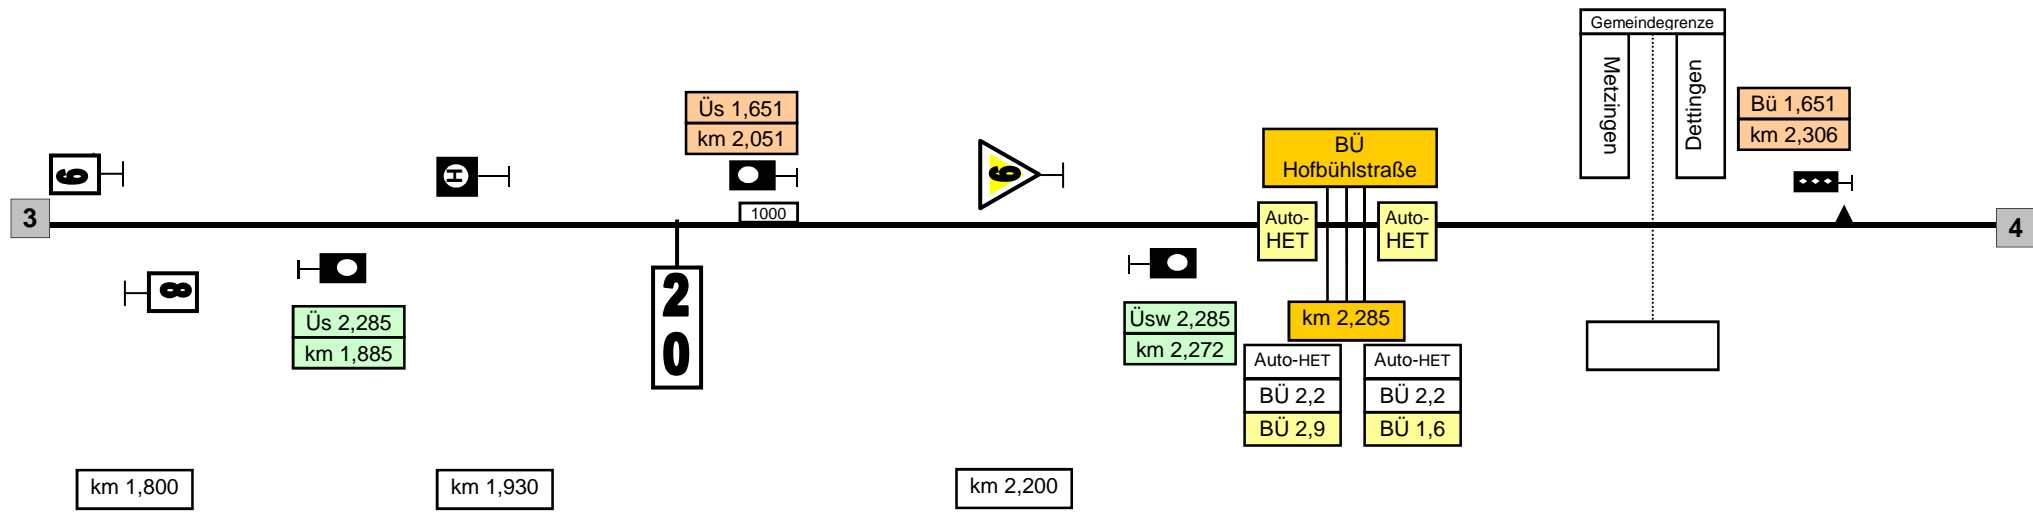 Gemeindegrenze
Metzingen
Dettingen
Üs 1,651
km 2,051
Bü 1,651
km 2,306
BÜ
Hofbühlstraße
6
H
6
1000
3
Auto-
HET
Auto-
HET
4
8
Üs 2,285
km 1,885
20
Üsw 2,285
km 2,272
km 2,285
Auto-HET
BÜ 2,2
BÜ 2,9
Auto-HET
BÜ 2,2
BÜ 1,6
km 1,800
km 1,930
km 2,200